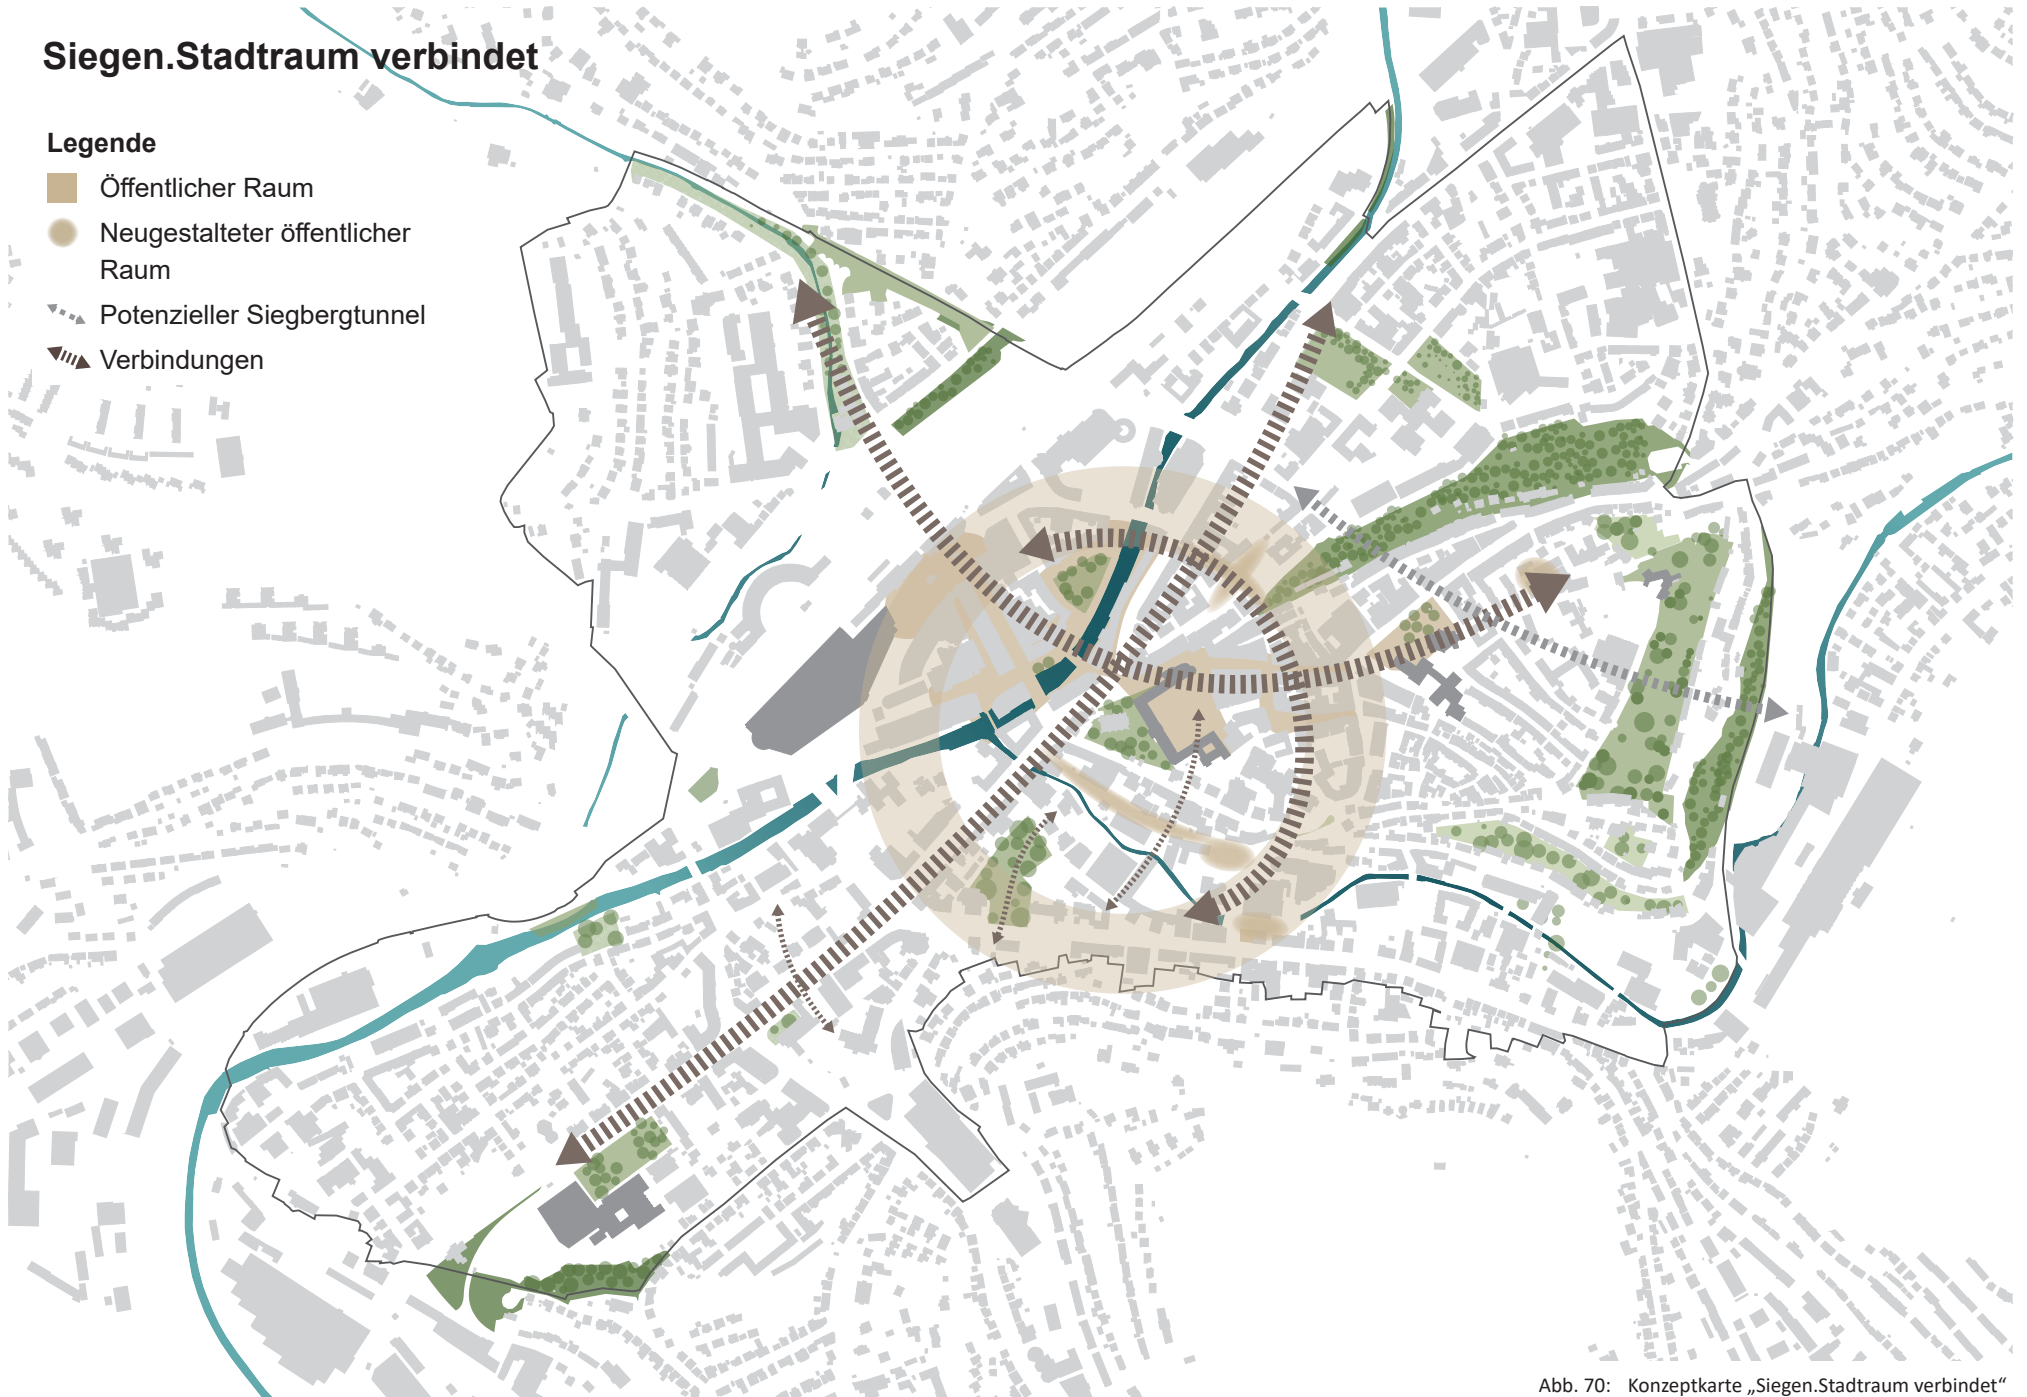 Siegen.Stadtraum verbindet
Legende
Öffentlicher Raum
Neugestalteter öffentlicher
Raum
Potenzieller Siegbergtunnel
Verbindungen
Abb. 70: Konzeptkarte „Siegen.Stadtraum verbindet“